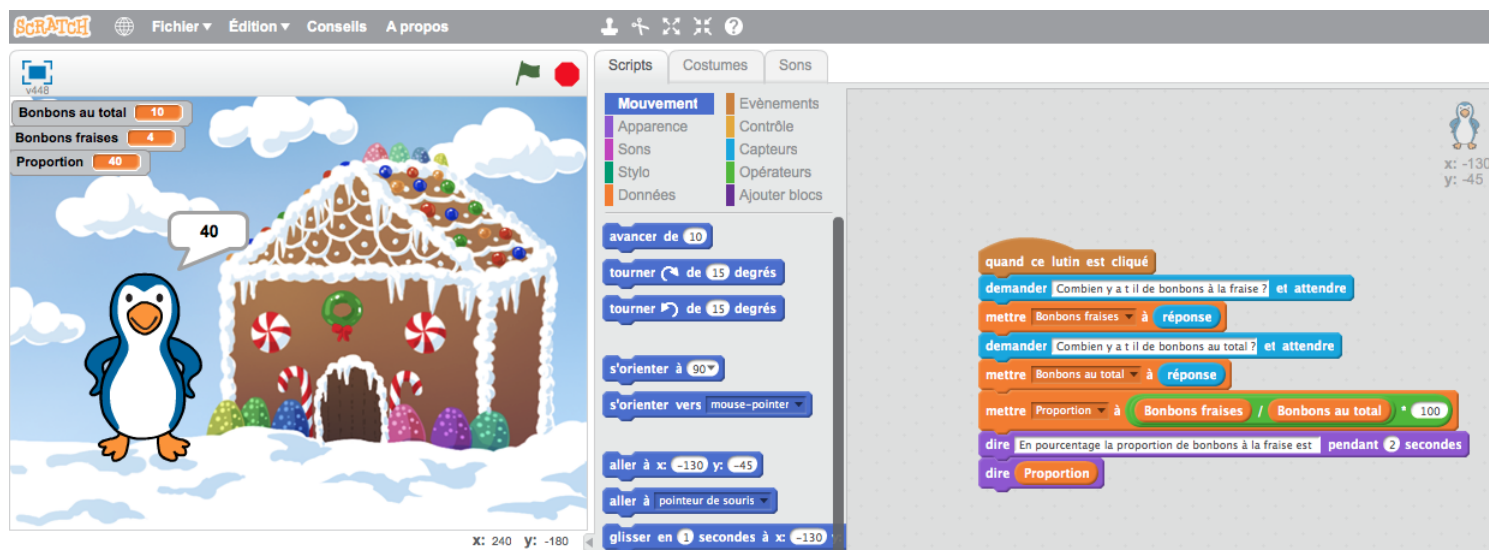 SCRATCH Fichier Édition Conseils A propos
v448
Bonbons au total 10
Bonbons fraises 4
Proportion 40
40
x: 240 y: -180
Scripts Costumes Sons
Mouvement Evènements
Apparence Contrôle
Sons Capteurs
Stylo Opérateurs
Données Ajouter blocs
avancer de 10
tourner de 15 degrés
tourner de 15 degrés
s'orienter à 90
s'orienter vers mouse-pointer
aller à x: -130 y: -45
aller à pointeur de souris
glisser en 1 secondes à x: -130
x: -130
y: -45
quand ce lutin est cliqué
demander Combien y a t il de bonbons à la fraise ? et attendre
mettre Bonbons fraises à réponse
demander Combien y a t il de bonbons au total ? et attendre
mettre Bonbons au total à réponse
mettre Proportion à Bonbons fraises / Bonbons au total * 100
dire En pourcentage la proportion de bonbons à la fraise est pendant 2 secondes
dire Proportion